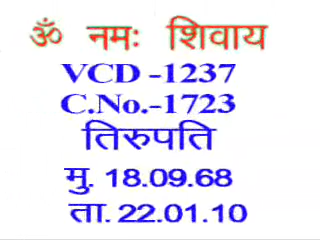 ॐ नमः शिवाय
VCD -1237
C.No.-1723
तिरुपति
मु. 18.09.68
ता. 22.01.10